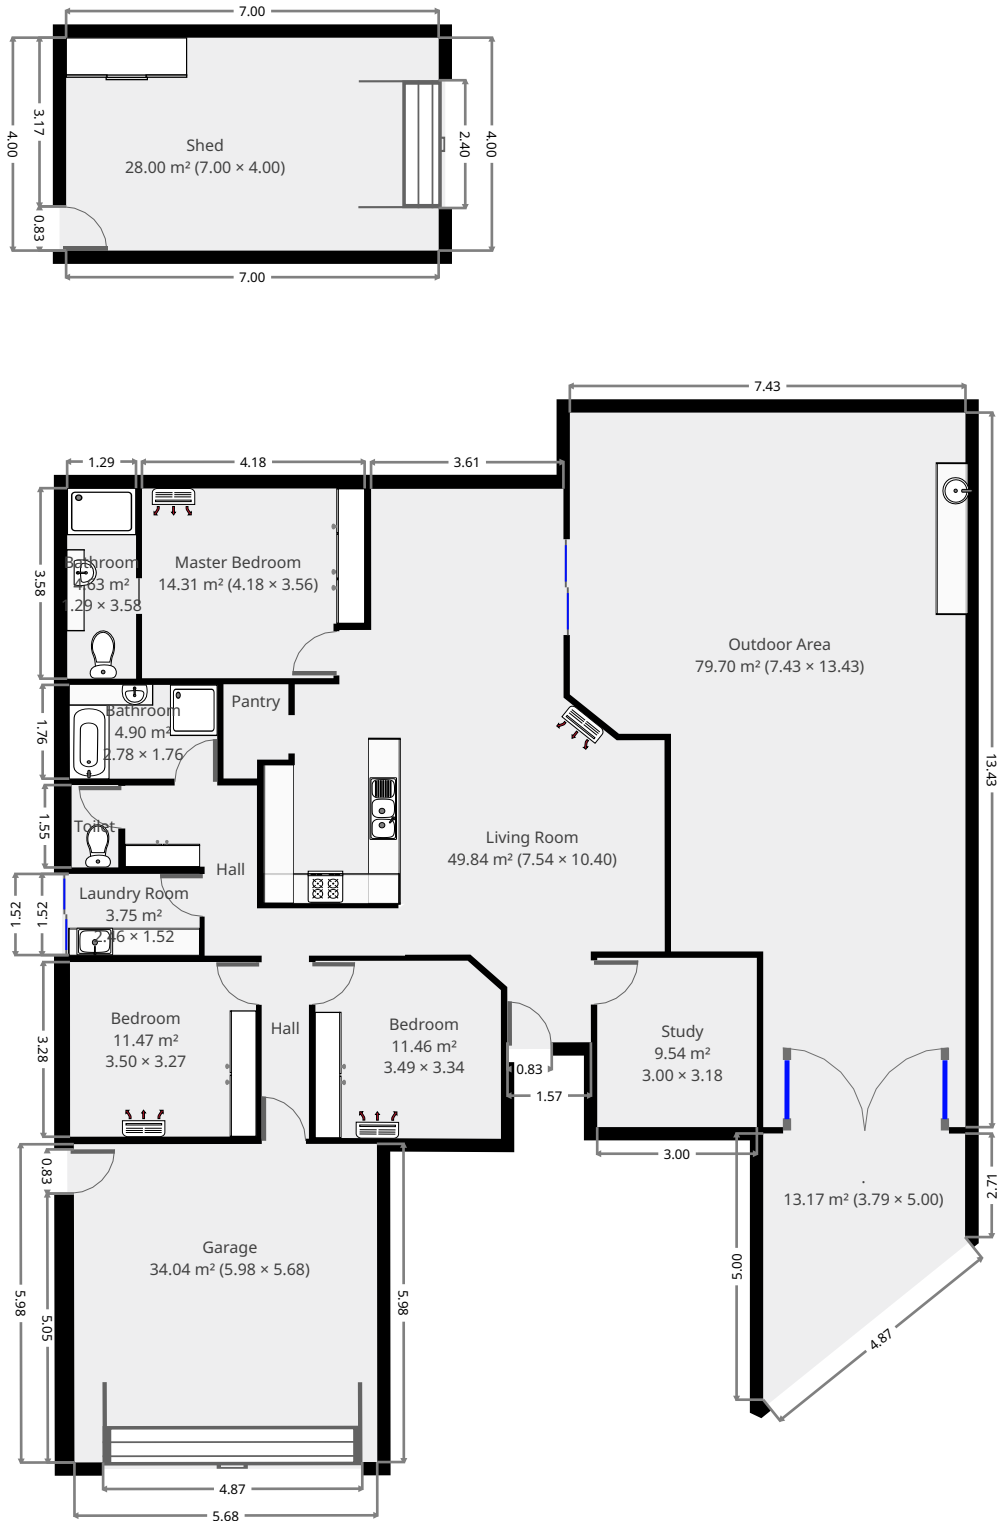 7.00
4.00
3.17
0.83
2.40
4.00
Shed
28.00 m² (7.00 × 4.00)
7.00
7.43
1.29
4.18
3.61
3.58
Bathroom
4.63 m²
1.29 × 3.58
Master Bedroom
14.31 m² (4.18 × 3.56)
Outdoor Area
79.70 m² (7.43 × 13.43)
13.43
1.76
Bathroom
4.90 m²
2.78 × 1.76
Pantry
1.55
Toilet
Hall
Living Room
49.84 m² (7.54 × 10.40)
1.52
1.52
Laundry Room
3.75 m²
2.46 × 1.52
3.28
Bedroom
11.47 m²
3.50 × 3.27
Hall
Bedroom
11.46 m²
3.49 × 3.34
0.83
1.57
Study
9.54 m²
3.00 × 3.18
3.00
.
13.17 m² (3.79 × 5.00)
2.71
5.00
4.87
0.83
5.98
5.05
Garage
34.04 m² (5.98 × 5.68)
5.98
4.87
5.68